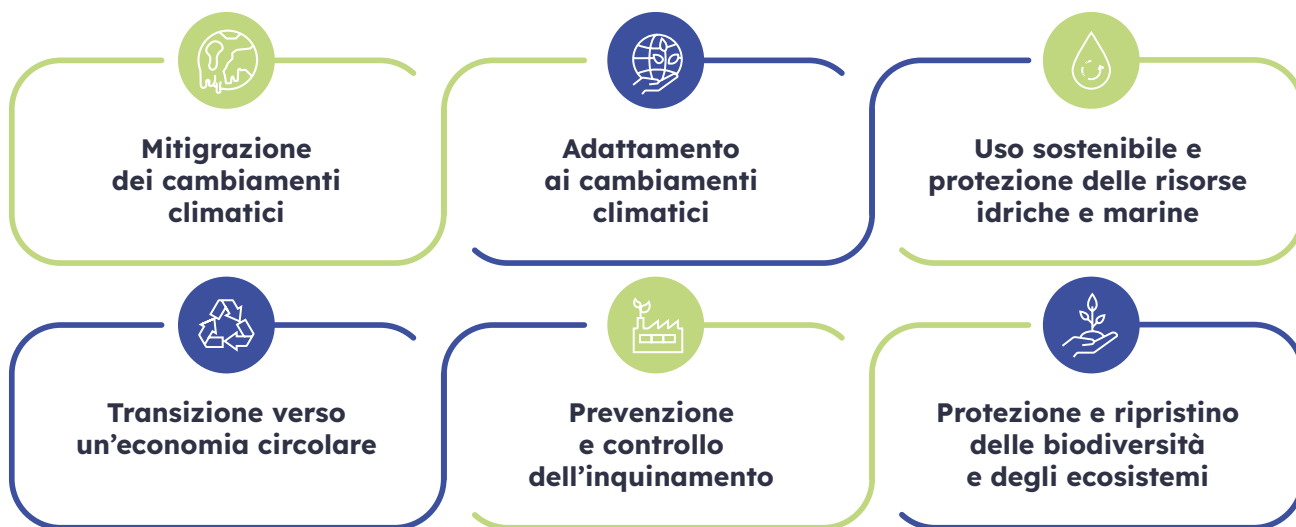 Mitigrazione
dei cambiamenti
climatici
Adattamento
ai cambiamenti
climatici
Uso sostenibile e
protezione delle risorse
idriche e marine
Transizione verso
un’economia circolare
Prevenzione
e controllo
dell’inquinamento
Protezione e ripristino
delle biodiversità
e degli ecosistemi